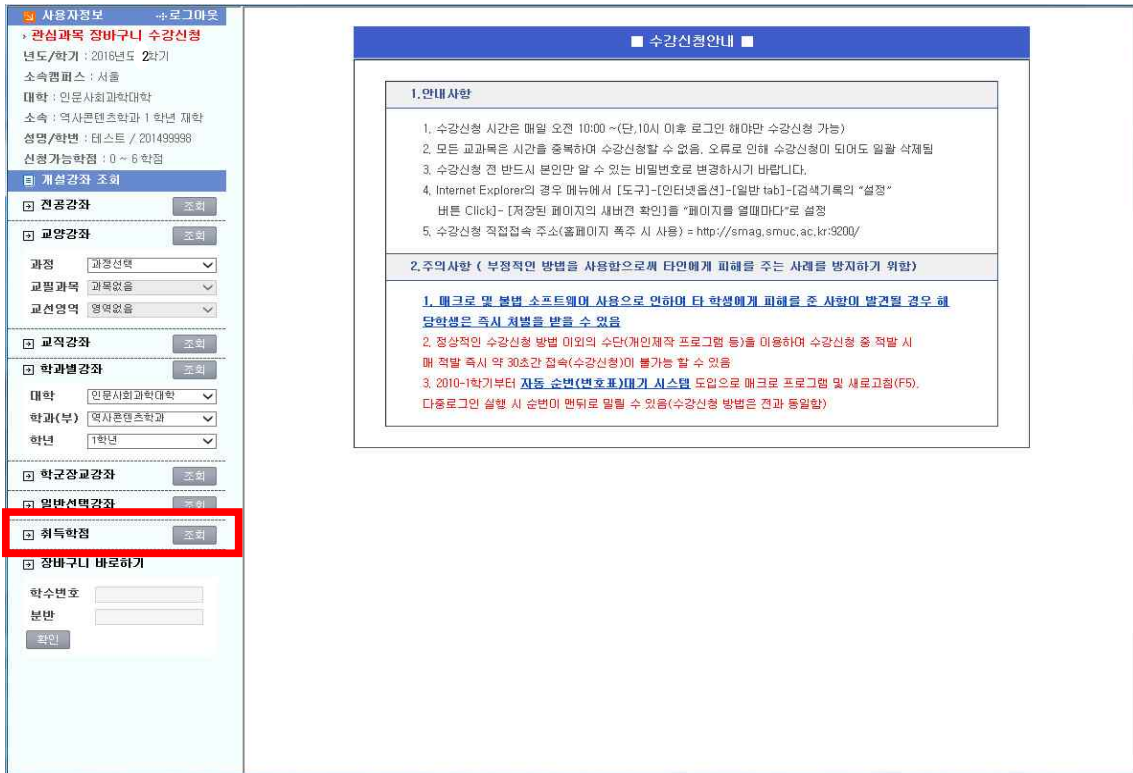 사용자정보 로그아웃
관심과목 장바구니 수강신청
년도/학기 : 2016년도 2학기
소속캠퍼스 : 서울
대학 : 인문사회과학대학
소속 : 역사콘텐츠학과 1 학년 재학
성명/학번 : 테스트 / 201499998
신청가능학점 : 0 ~ 6 학점
개설강좌 조회
전공강좌 조회
교양강좌 조회
과정 과정선택
교필과목 과목없음
교선영역 영역없음
교직강좌 조회
학과별강좌 조회
대학 인문사회과학대학
학과(부) 역사콘텐츠학과
학년 1학년
학군장교강좌 조회
일반선택강좌 조회
취득학점 조회
장바구니 바로하기
학수번호
분반
확인
■ 수강신청안내 ■
1.안내사항
1. 수강신청 시간은 매일 오전 10:00 ~(단,10시 이후 로그인 해야만 수강신청 가능)
2. 모든 교과목은 시간을 중복하여 수강신청할 수 없음. 오류로 인해 수강신청이 되어도 일괄 삭제됨
3. 수강신청 전 반드시 본인만 알 수 있는 비밀번호로 변경하시기 바랍니다.
4. Internet Explorer의 경우 메뉴에서 [도구]-[인터넷옵션]-[일반 tab]-[검색기록의 "설정"
버튼 Click]- [저장된 페이지의 새버전 확인]을 "페이지를 열때마다"로 설정
5. 수강신청 직접접속 주소(홈페이지 폭주 시 사용) = http://smag.smuc.ac.kr:9200/
2.주의사항 ( 부정적인 방법을 사용함으로써 타인에게 피해를 주는 사례를 방지하기 위함)
1. 매크로 및 불법 소프트웨어 사용으로 인하여 타 학생에게 피해를 준 사항이 발견될 경우 해
당학생은 즉시 처벌을 받을 수 있음
2. 정상적인 수강신청 방법 이외의 수단(개인제작 프로그램 등)을 이용하여 수강신청 중 적발 시
매 적발 즉시 약 30초간 접속(수강신청)이 불가능 할 수 있음
3. 2010-1학기부터 자동 순번(번호표)대기 시스템 도입으로 매크로 프로그램 및 새로고침(F5),
다중로그인 실행 시 순번이 맨뒤로 밀릴 수 있음(수강신청 방법은 전과 동일함)